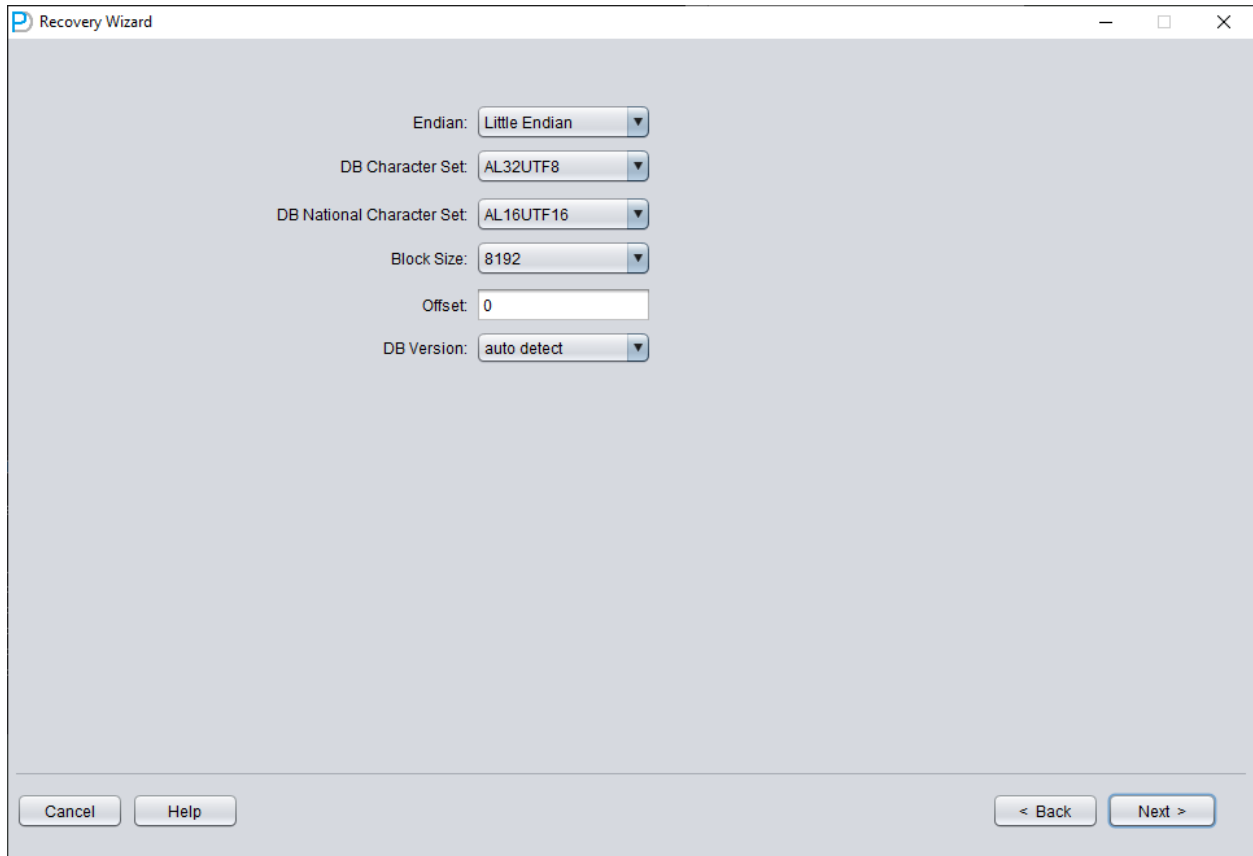 Recovery Wizard
Endian: Little Endian
DB Character Set: AL32UTF8
DB National Character Set: AL16UTF16
Block Size: 8192
Offset: 0
DB Version: auto detect
Cancel Help < Back Next >